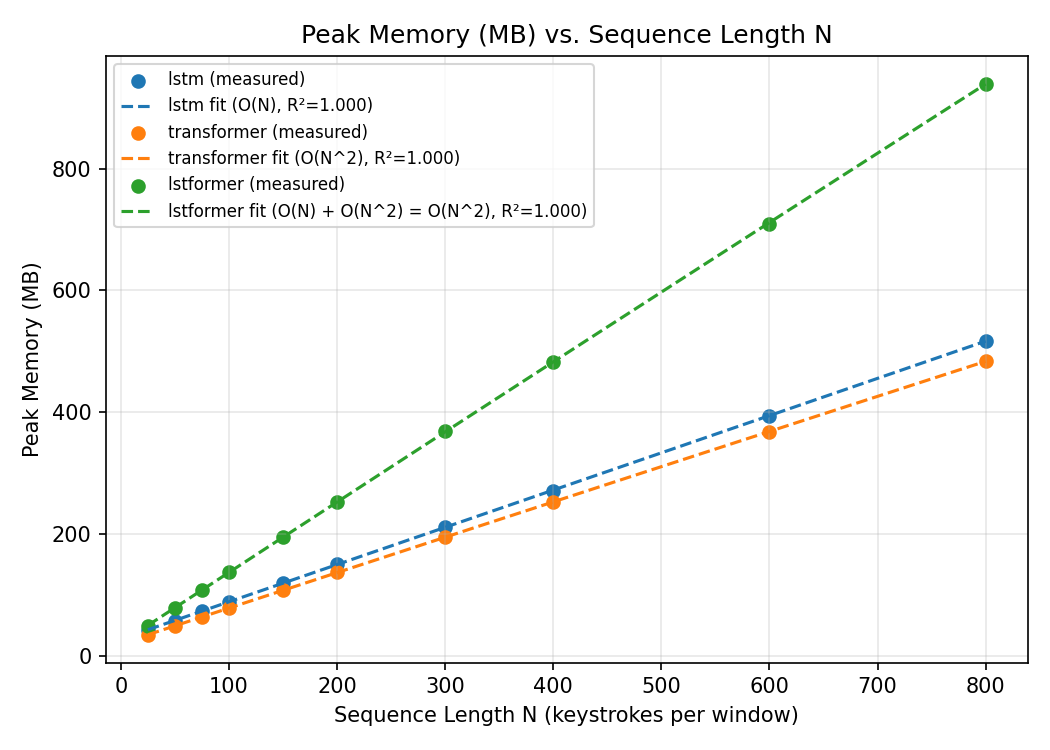 Peak Memory (MB) vs. Sequence Length N
lstm (measured)
lstm fit (O(N), R²=1.000)
transformer (measured)
transformer fit (O(N^2), R²=1.000)
lstformer (measured)
lstformer fit (O(N) + O(N^2) = O(N^2), R²=1.000)
Peak Memory (MB)
800
600
400
200
0
0 100 200 300 400 500 600 700 800
Sequence Length N (keystrokes per window)